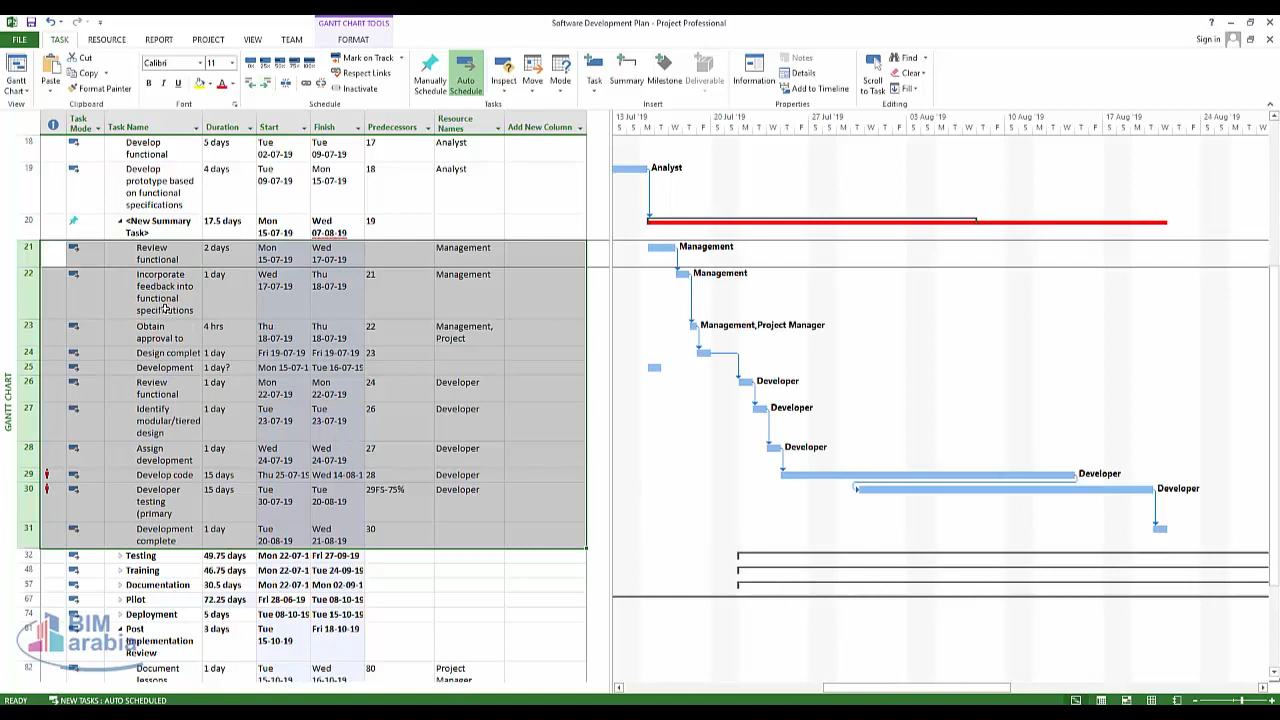 GANTT CHART TOOLS
Software Development Plan - Project Professional
FILE TASK RESOURCE REPORT PROJECT VIEW TEAM FORMAT Sign in
Gantt Chart
View
Paste
Cut
Copy
Format Painter
Clipboard
Calibri 11
B I U
Font
Mark on Track
Respect Links
Inactivate
Schedule
Manually Schedule
Auto Schedule
Inspect
Move
Mode
Tasks
Task
Summary
Milestone
Deliverable
Insert
Information
Notes
Details
Add to Timeline
Properties
Scroll to Task
Find
Clear
Fill
Editing
Task Mode Task Name Duration Start Finish Predecessors Resource Names Add New Column
20 Jul '19 27 Jul '19 03 Aug '19 10 Aug '19 17 Aug '19 24 Aug '19
18 Develop functional 5 days Tue 02-07-19 Tue 09-07-19 17 Analyst
19 Develop prototype based on functional specifications 4 days Tue 09-07-19 Mon 15-07-19 18 Analyst
20 <New Summary Task> 17.5 days Mon 15-07-19 Wed 07-08-19 19
21 Review functional 2 days Mon 15-07-19 Wed 17-07-19 Management
22 Incorporate feedback into functional specifications 1 day Wed 17-07-19 Thu 18-07-19 21 Management
23 Obtain approval to 4 hrs Thu 18-07-19 Thu 18-07-19 22 Management, Project
24 Design complet 1 day Fri 19-07-19 Fri 19-07-19 23
25 Development 1 day? Mon 15-07-1 Tue 16-07-19
26 Review functional 1 day Mon 22-07-19 Mon 22-07-19 24 Developer
27 Identify modular/tiered design 1 day Tue 23-07-19 Tue 23-07-19 26 Developer
28 Assign development 1 day Wed 24-07-19 Wed 24-07-19 27 Developer
29 Develop code 15 days Thu 25-07-19 Wed 14-08-1 28 Developer
30 Developer testing (primary 15 days Tue 30-07-19 Tue 20-08-19 29FS-75% Developer
31 Development complete 1 day Tue 20-08-19 Wed 21-08-19 30
32 Testing 49.75 days Mon 22-07-1 Fri 27-09-19
48 Training 46.75 days Mon 22-07-1 Tue 24-09-19
57 Documentation 30.5 days Mon 22-07-1 Mon 02-09-1
67 Pilot 72.25 days Fri 28-06-19 Tue 08-10-19
74 Deployment 5 days Tue 08-10-19 Tue 15-10-19
Post Implementation Review 3 days Tue 15-10-19 Fri 18-10-19
82 Document lessons 1 day Tue 15-10-19 Wed 16-10-19 80 Project Manager
Analyst
Management
Management
Management,Project Manager
Developer
Developer
Developer
Developer
Developer
GANTT CHART
BIM
arabia
READY NEW TASKS : AUTO SCHEDULED